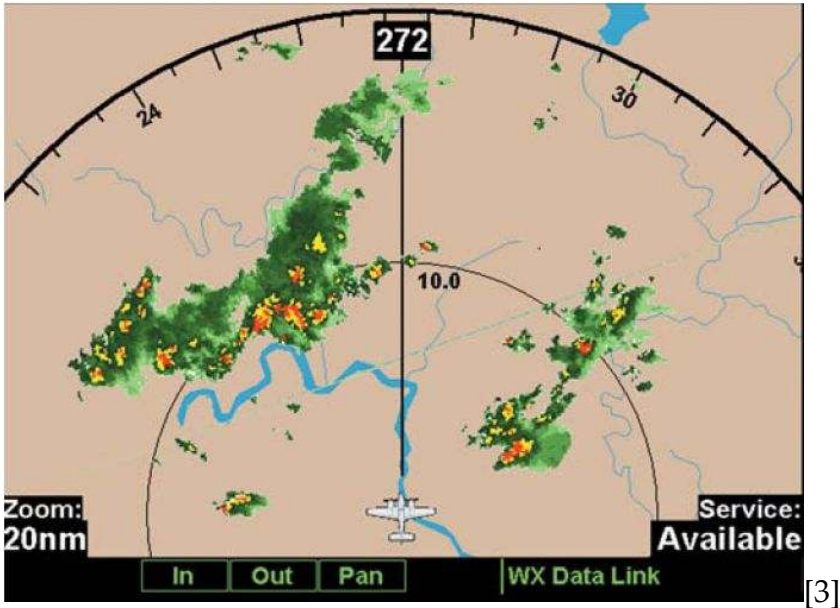 272
24
30
10.0
Zoom:
20nm
Service:
Available
In Out Pan WX Data Link
[3]